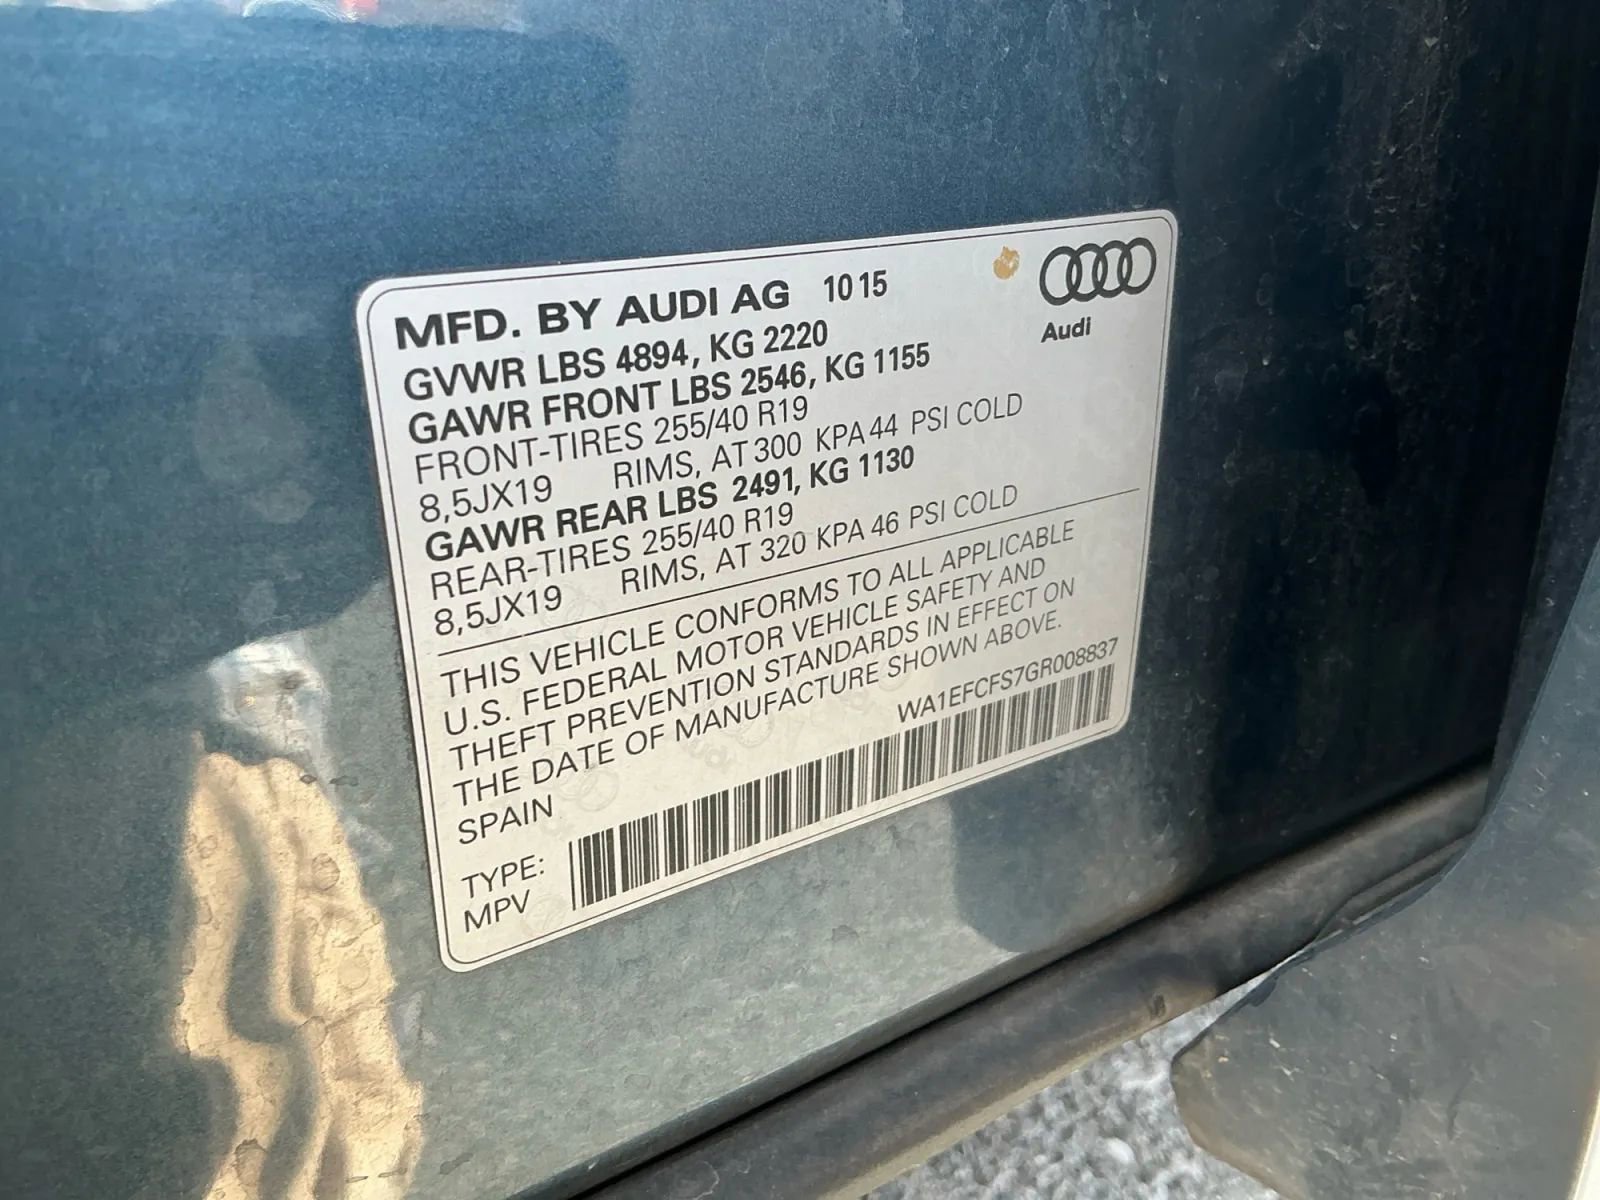 MFD. BY AUDI AG 10 15
Audi
GVWR LBS 4894, KG 2220
GAWR FRONT LBS 2546, KG 1155
FRONT-TIRES 255/40 R19
8,5JX19 RIMS, AT 300 KPA 44 PSI COLD
GAWR REAR LBS 2491, KG 1130
REAR-TIRES 255/40 R19
8,5JX19 RIMS, AT 320 KPA 46 PSI COLD
THIS VEHICLE CONFORMS TO ALL APPLICABLE
U.S. FEDERAL MOTOR VEHICLE SAFETY AND
THEFT PREVENTION STANDARDS IN EFFECT ON
THE DATE OF MANUFACTURE SHOWN ABOVE.
SPAIN
WA1EFCFS7GR008837
TYPE:
MPV